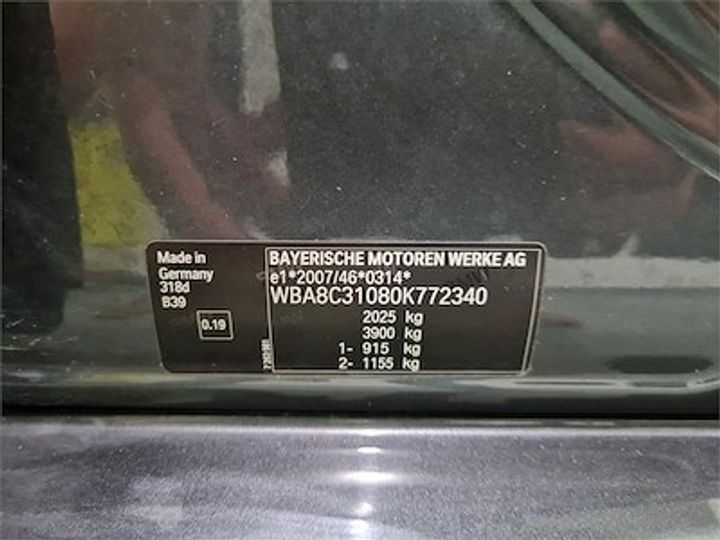 Made in
Germany
318d
B39
0.19
BAYERISCHE MOTOREN WERKE AG
e1*2007/46*0314*
WBA8C31080K772340
2025 kg
3900 kg
1- 915 kg
2- 1155 kg